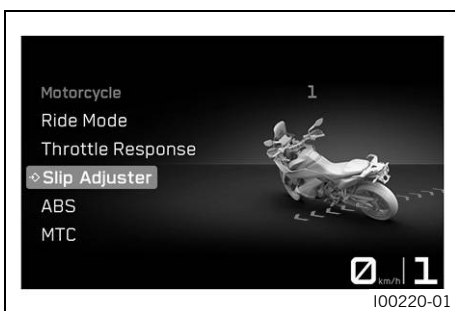 Motorcycle 1
Ride Mode
Throttle Response
Slip Adjuster
ABS
MTC
0 km/h 1
I00220-01